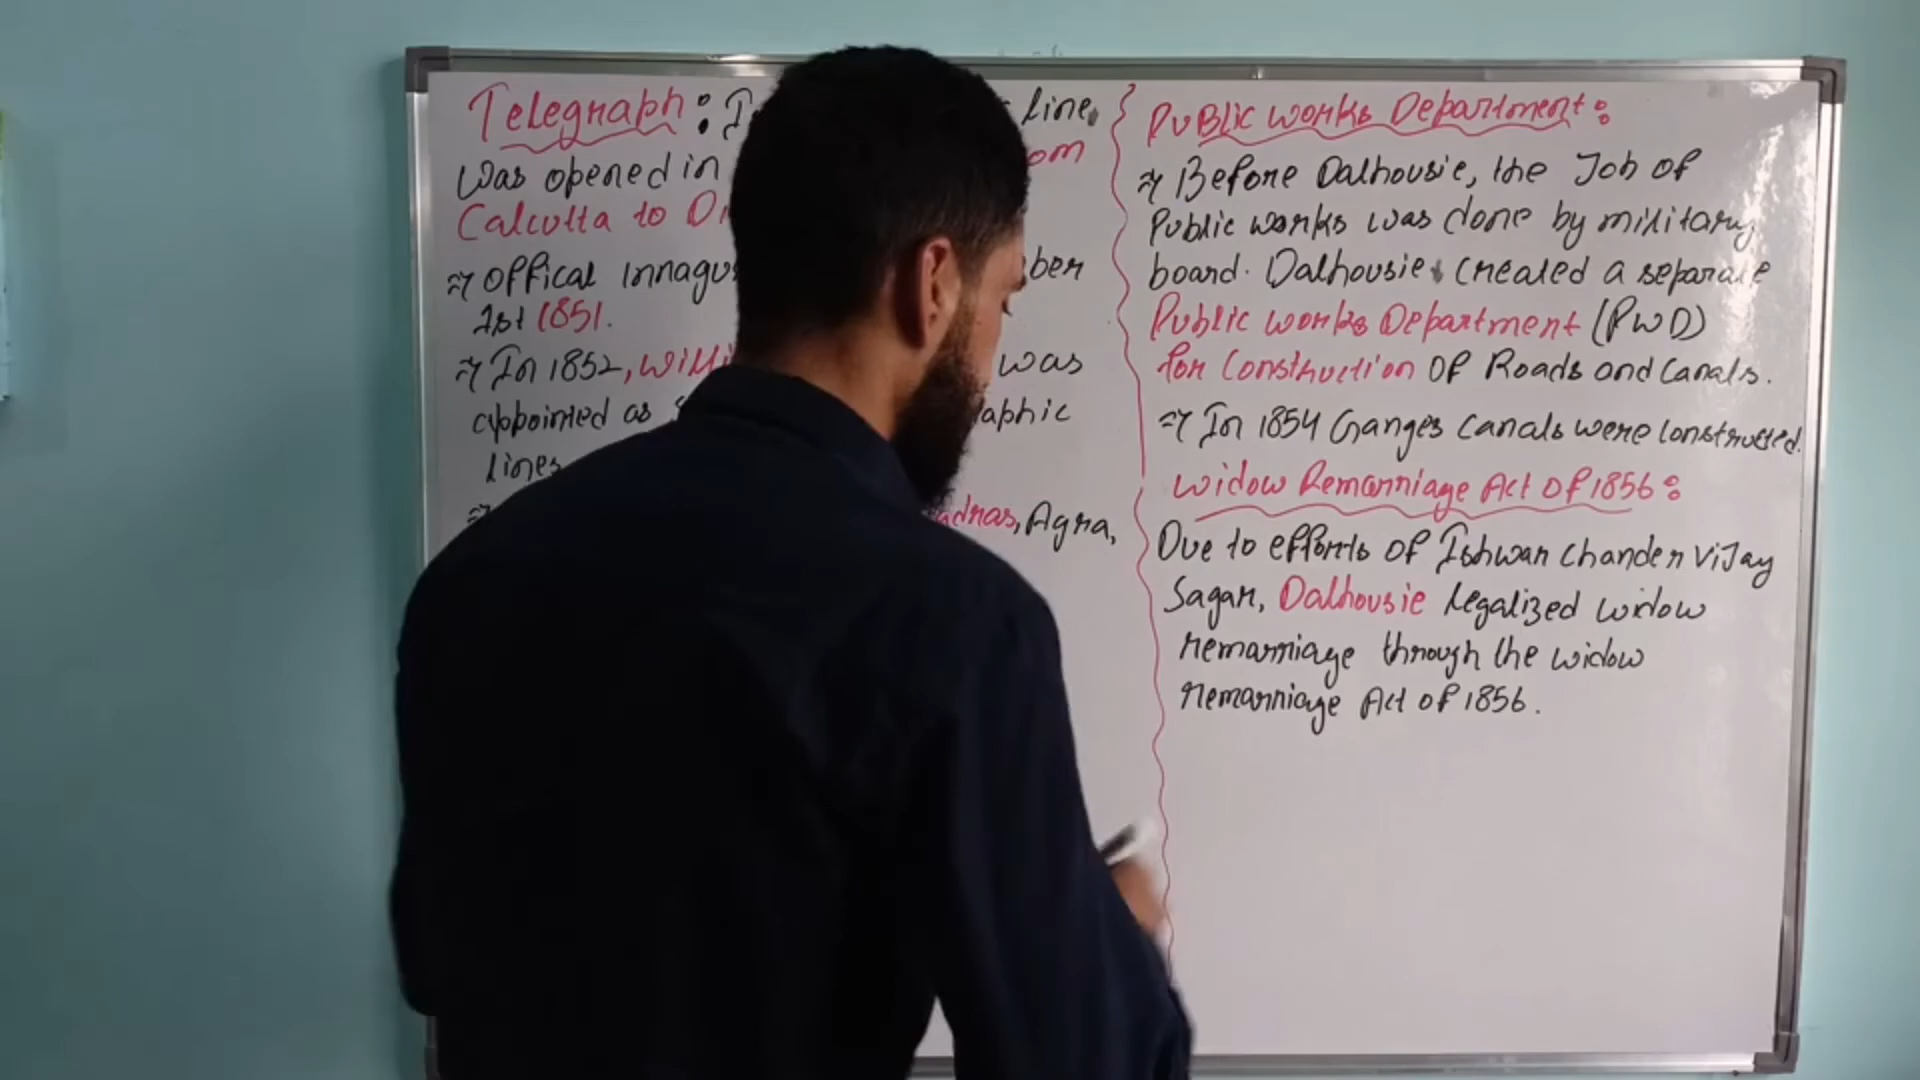 Telegraph: line
was opened in om
Calcutta to Di
offical innagu ber
1st 1851.
In 1852, willi was
appointed as aphic
lines
adras, Agra,
Public works Department:
Before Dalhousie, the Job of
Public works was done by military
board. Dalhousie created a separate
Public works Department (PWD)
for Construction of Roads and Canals.
In 1854 Ganges Canals were constructed.
Widow Remarriage Act of 1856:
Due to efforts of Ishwar Chander Vijay
Sagar, Dalhousie legalized widow
remarriage through the widow
remarriage Act of 1856.